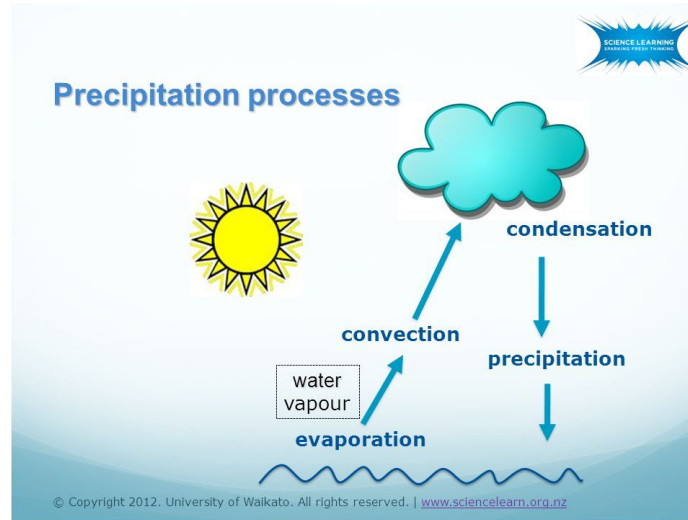 SCIENCE LEARNING
SPARKING FRESH THINKING
Precipitation processes
condensation
convection
precipitation
water
vapour
evaporation
© Copyright 2012. University of Waikato. All rights reserved. | www.sciencelearn.org.nz